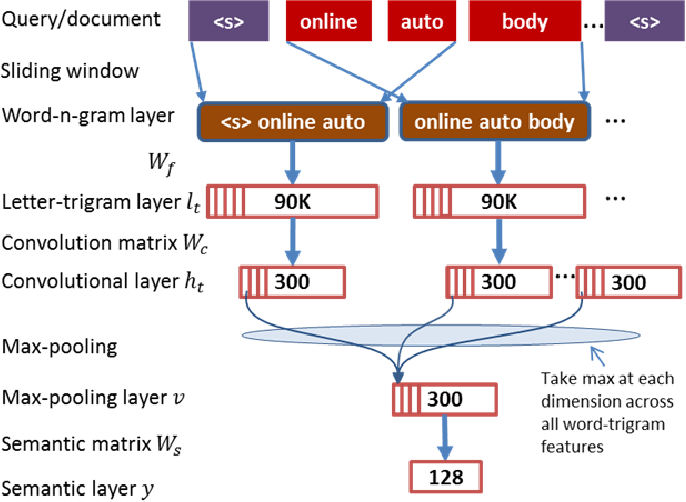 Query/document <s> online auto body ... <s>
Sliding window
Word-n-gram layer <s> online auto online auto body ...
W_f
Letter-trigram layer l_t 90K 90K ...
Convolution matrix W_c
Convolutional layer h_t 300 300 ... 300
Max-pooling
Take max at each
dimension across
all word-trigram
features
Max-pooling layer v 300
Semantic matrix W_s
Semantic layer y 128